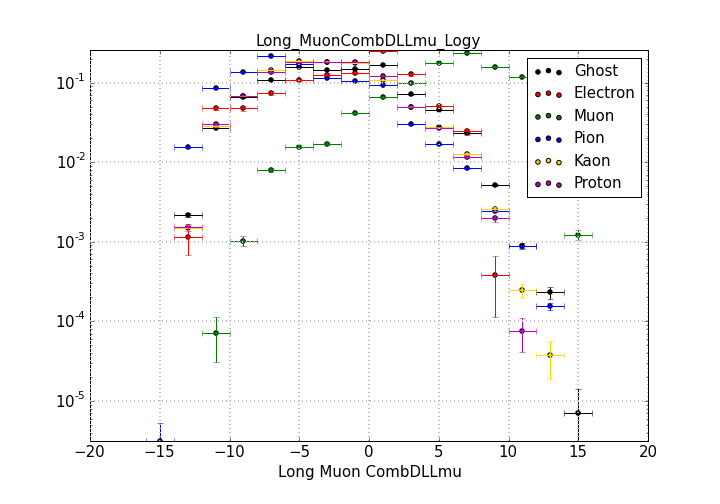 Long_MuonCombDLLmu_Logy
10^-1
10^-2
10^-3
10^-4
10^-5
Ghost
Electron
Muon
Pion
Kaon
Proton
−20 −15 −10 −5 0 5 10 15 20
Long Muon CombDLLmu